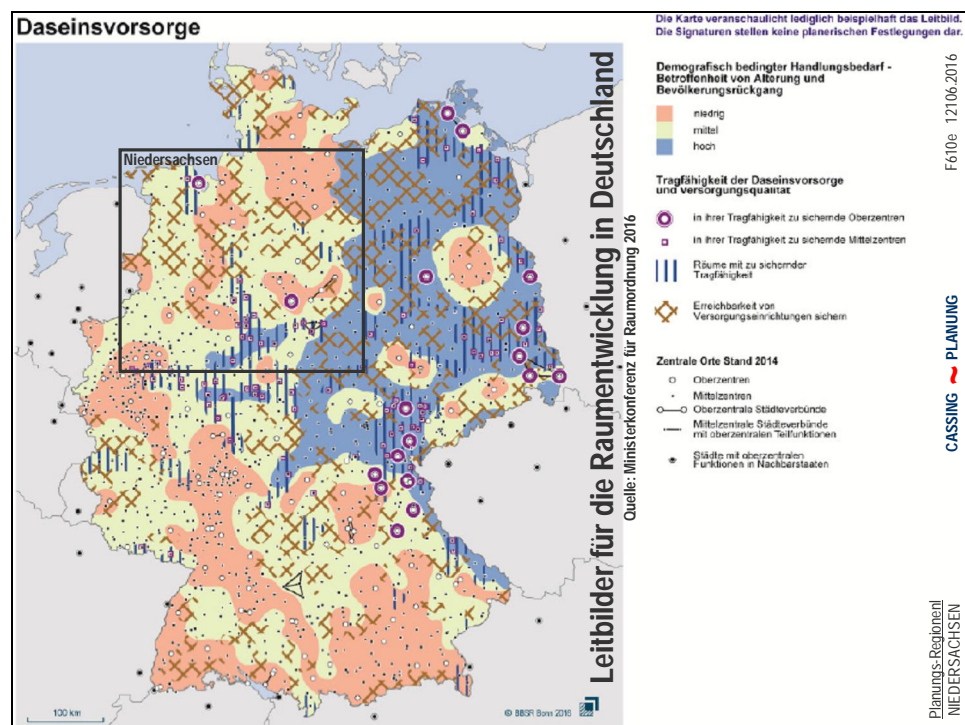 Daseinsvorsorge
Die Karte veranschaulicht lediglich beispielhaft das Leitbild.
Die Signaturen stellen keine planerischen Festlegungen dar.
Niedersachsen
100 km
© BBSR Bonn 2016
Leitbilder für die Raumentwicklung in Deutschland
Quelle: Ministerkonferenz für Raumordnung 2016
Demografisch bedingter Handlungsbedarf -
Betroffenheit von Alterung und
Bevölkerungsrückgang
niedrig
mittel
hoch
Tragfähigkeit der Daseinsvorsorge
und Versorgungsqualität
in ihrer Tragfähigkeit zu sichernde Oberzentren
in ihrer Tragfähigkeit zu sichernde Mittelzentren
Räume mit zu sichernder
Tragfähigkeit
Erreichbarkeit von
Versorgungseinrichtungen sichern
Zentrale Orte Stand 2014
Oberzentren
Mittelzentren
Oberzentrale Städteverbünde
Mittelzentrale Städteverbünde
mit oberzentralen Teilfunktionen
Städte mit oberzentralen
Funktionen in Nachbarstaaten
F610e 12106.2016
CASSING ~ PLANUNG
Planungs-Regionen|
NIEDERSACHSEN